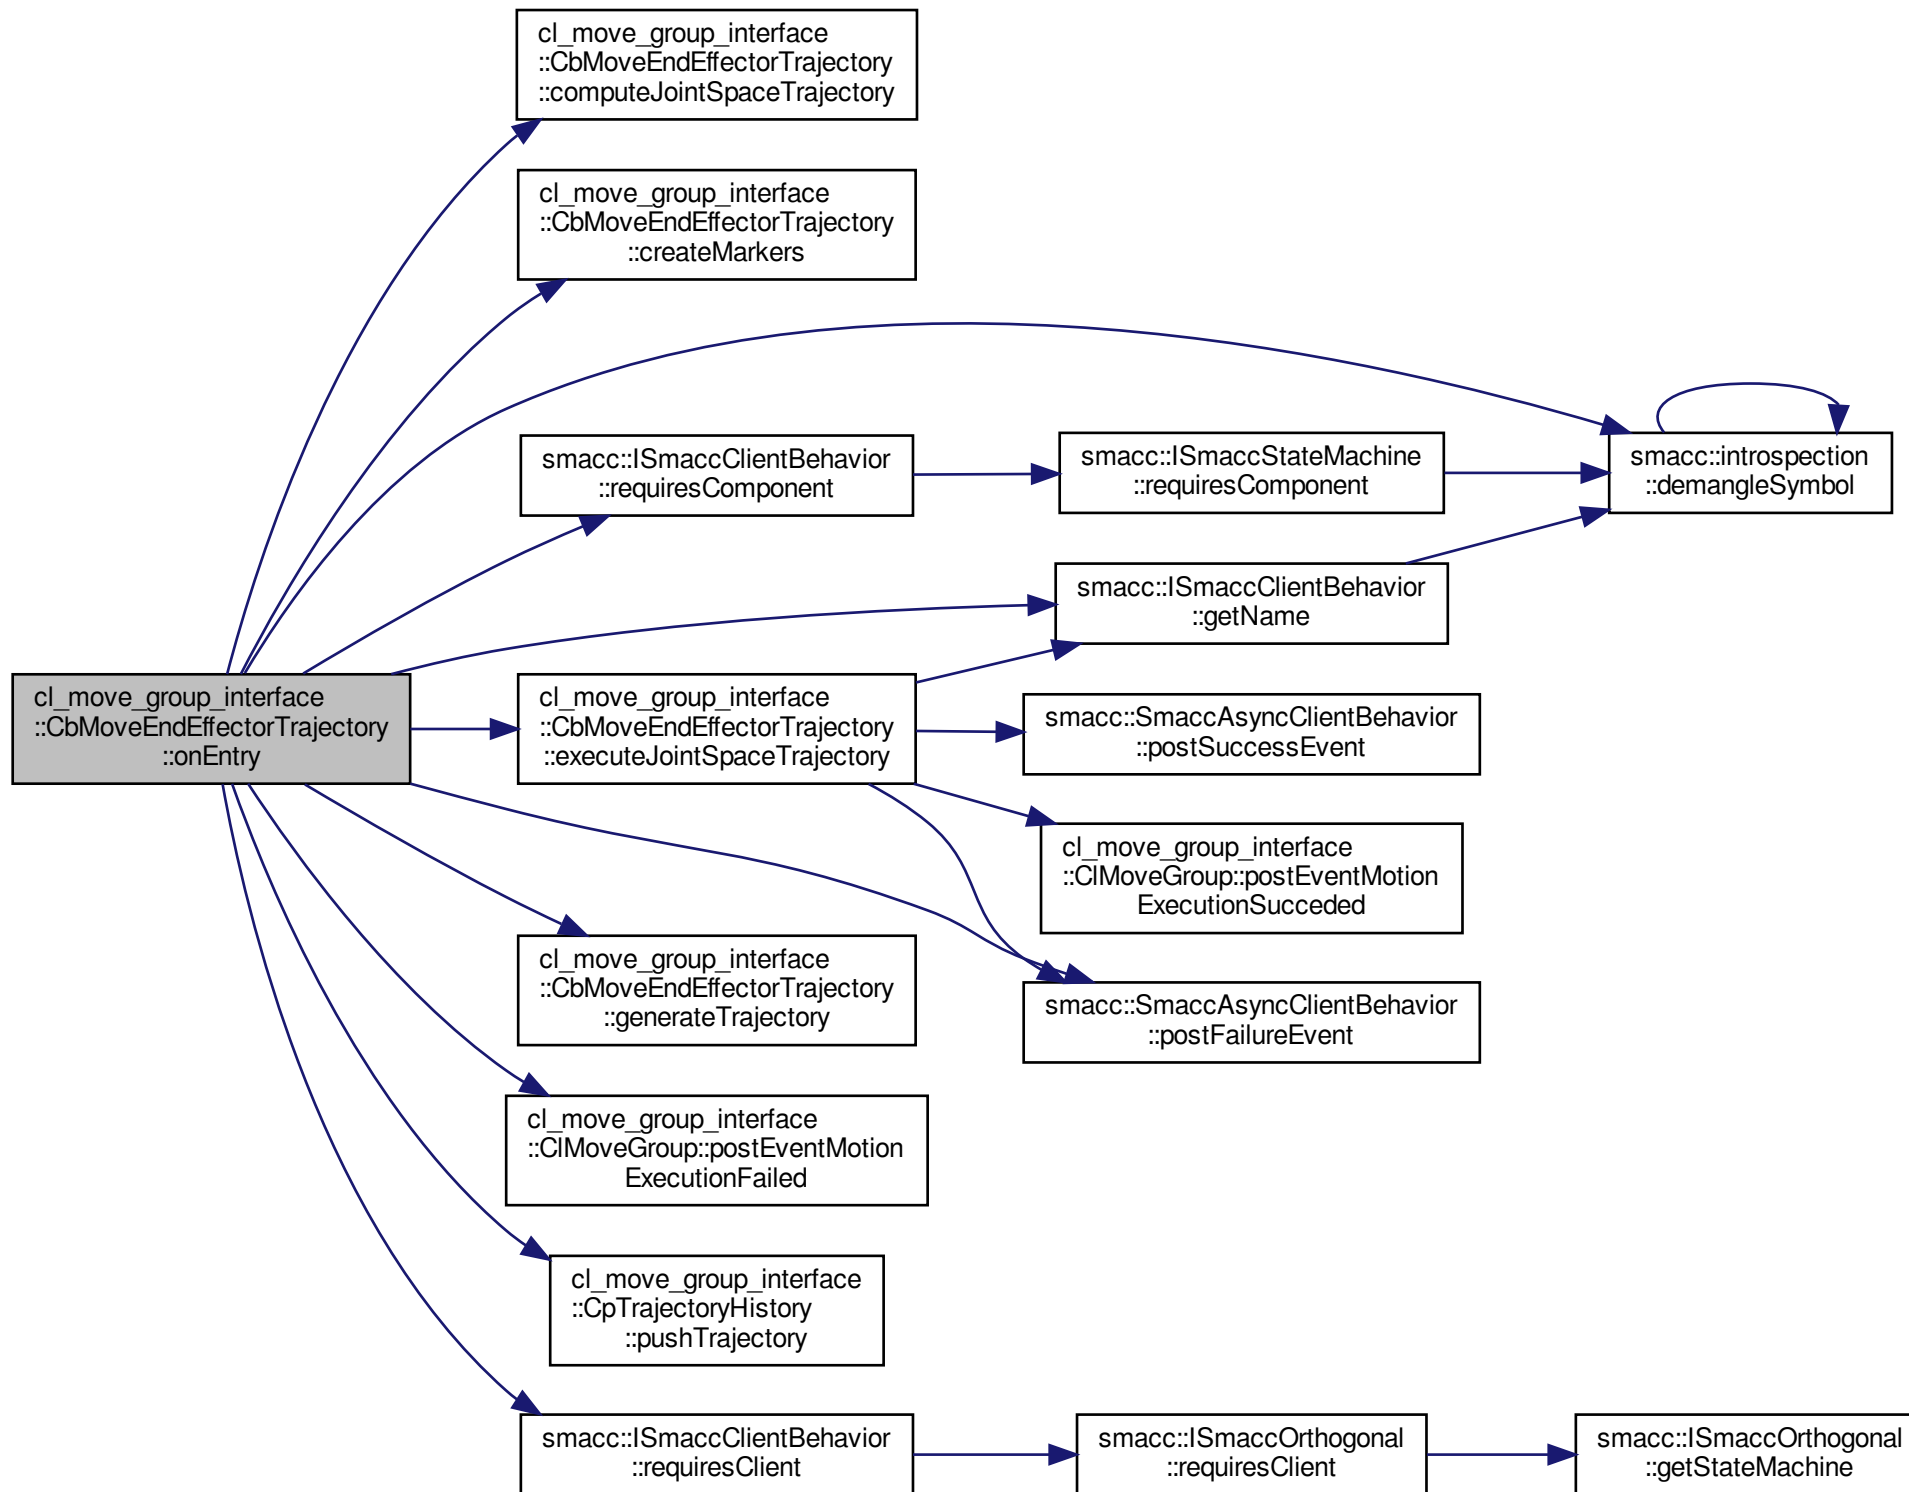 cl_move_group_interface
::CbMoveEndEffectorTrajectory
::computeJointSpaceTrajectory
cl_move_group_interface
::CbMoveEndEffectorTrajectory
::createMarkers
smacc::ISmaccClientBehavior
::requiresComponent
smacc::ISmaccStateMachine
::requiresComponent
smacc::introspection
::demangleSymbol
smacc::ISmaccClientBehavior
::getName
cl_move_group_interface
::CbMoveEndEffectorTrajectory
::onEntry
cl_move_group_interface
::CbMoveEndEffectorTrajectory
::executeJointSpaceTrajectory
smacc::SmaccAsyncClientBehavior
::postSuccessEvent
cl_move_group_interface
::ClMoveGroup::postEventMotion
ExecutionSucceded
cl_move_group_interface
::CbMoveEndEffectorTrajectory
::generateTrajectory
smacc::SmaccAsyncClientBehavior
::postFailureEvent
cl_move_group_interface
::ClMoveGroup::postEventMotion
ExecutionFailed
cl_move_group_interface
::CpTrajectoryHistory
::pushTrajectory
smacc::ISmaccClientBehavior
::requiresClient
smacc::ISmaccOrthogonal
::requiresClient
smacc::ISmaccOrthogonal
::getStateMachine